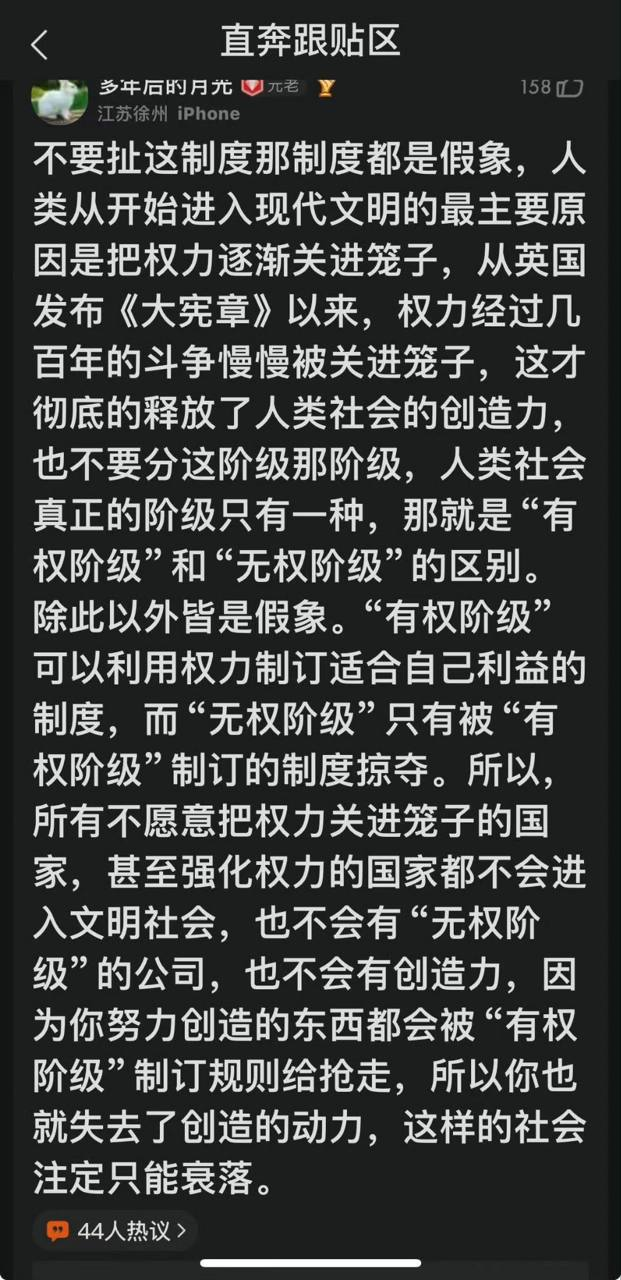 直奔跟贴区
多年后的月光 元老
158
江苏徐州 iPhone
不要扯这制度那制度都是假象，人
类从开始进入现代文明的最主要原
因是把权力逐渐关进笼子，从英国
发布《大宪章》以来，权力经过几
百年的斗争慢慢被关进笼子，这才
彻底的释放了人类社会的创造力，
也不要分这阶级那阶级，人类社会
真正的阶级只有一种，那就是“有
权阶级”和“无权阶级”的区别。
除此以外皆是假象。“有权阶级”
可以利用权力制订适合自己利益的
制度，而“无权阶级”只有被“有
权阶级”制订的制度掠夺。所以，
所有不愿意把权力关进笼子的国
家，甚至强化权力的国家都不会进
入文明社会，也不会有“无权阶
级”的公司，也不会有创造力，因
为你努力创造的东西都会被“有权
阶级”制订规则给抢走，所以你也
就失去了创造的动力，这样的社会
注定只能衰落。
44人热议